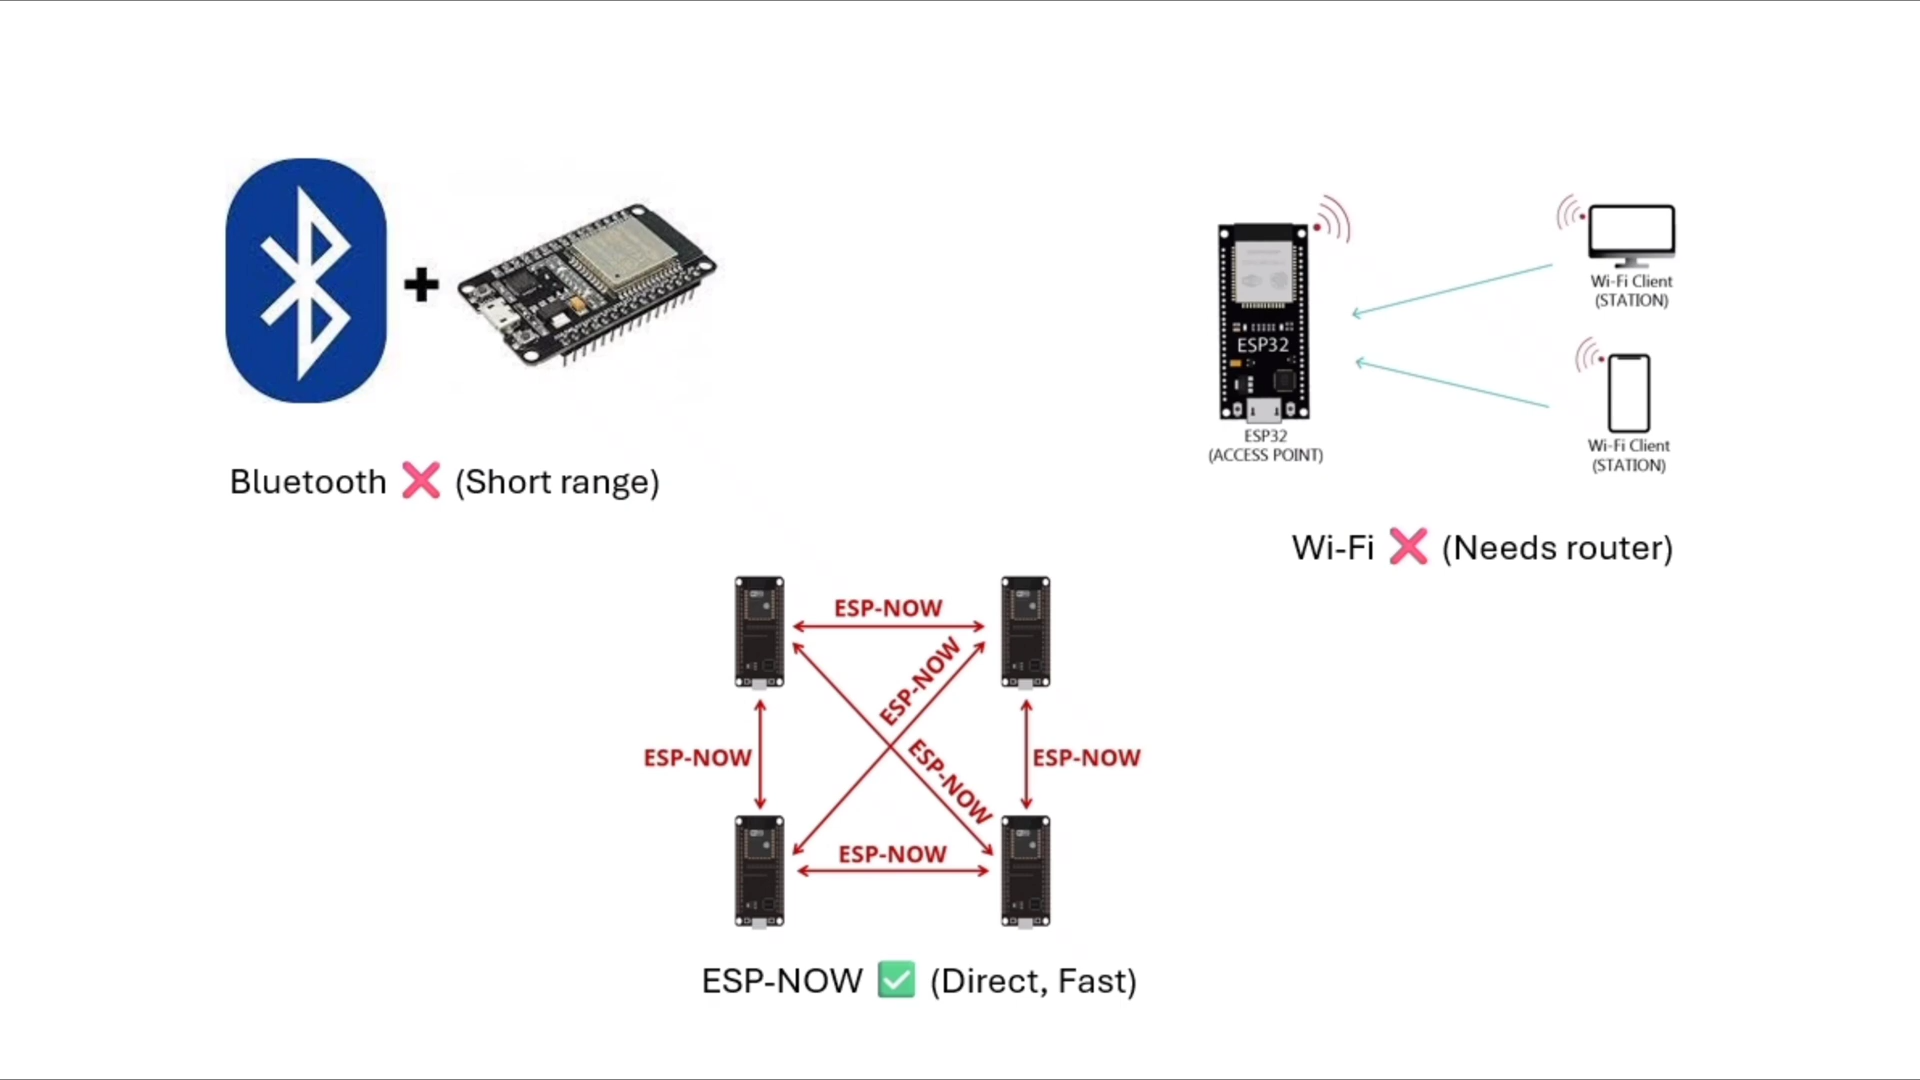 Bluetooth ❌ (Short range)
ESP32
ESP32
(ACCESS POINT)
Wi-Fi Client
(STATION)
Wi-Fi Client
(STATION)
Wi-Fi ❌ (Needs router)
ESP-NOW
ESP-NOW
ESP-NOW
ESP-NOW
ESP-NOW
ESP-NOW
ESP-NOW ✅ (Direct, Fast)